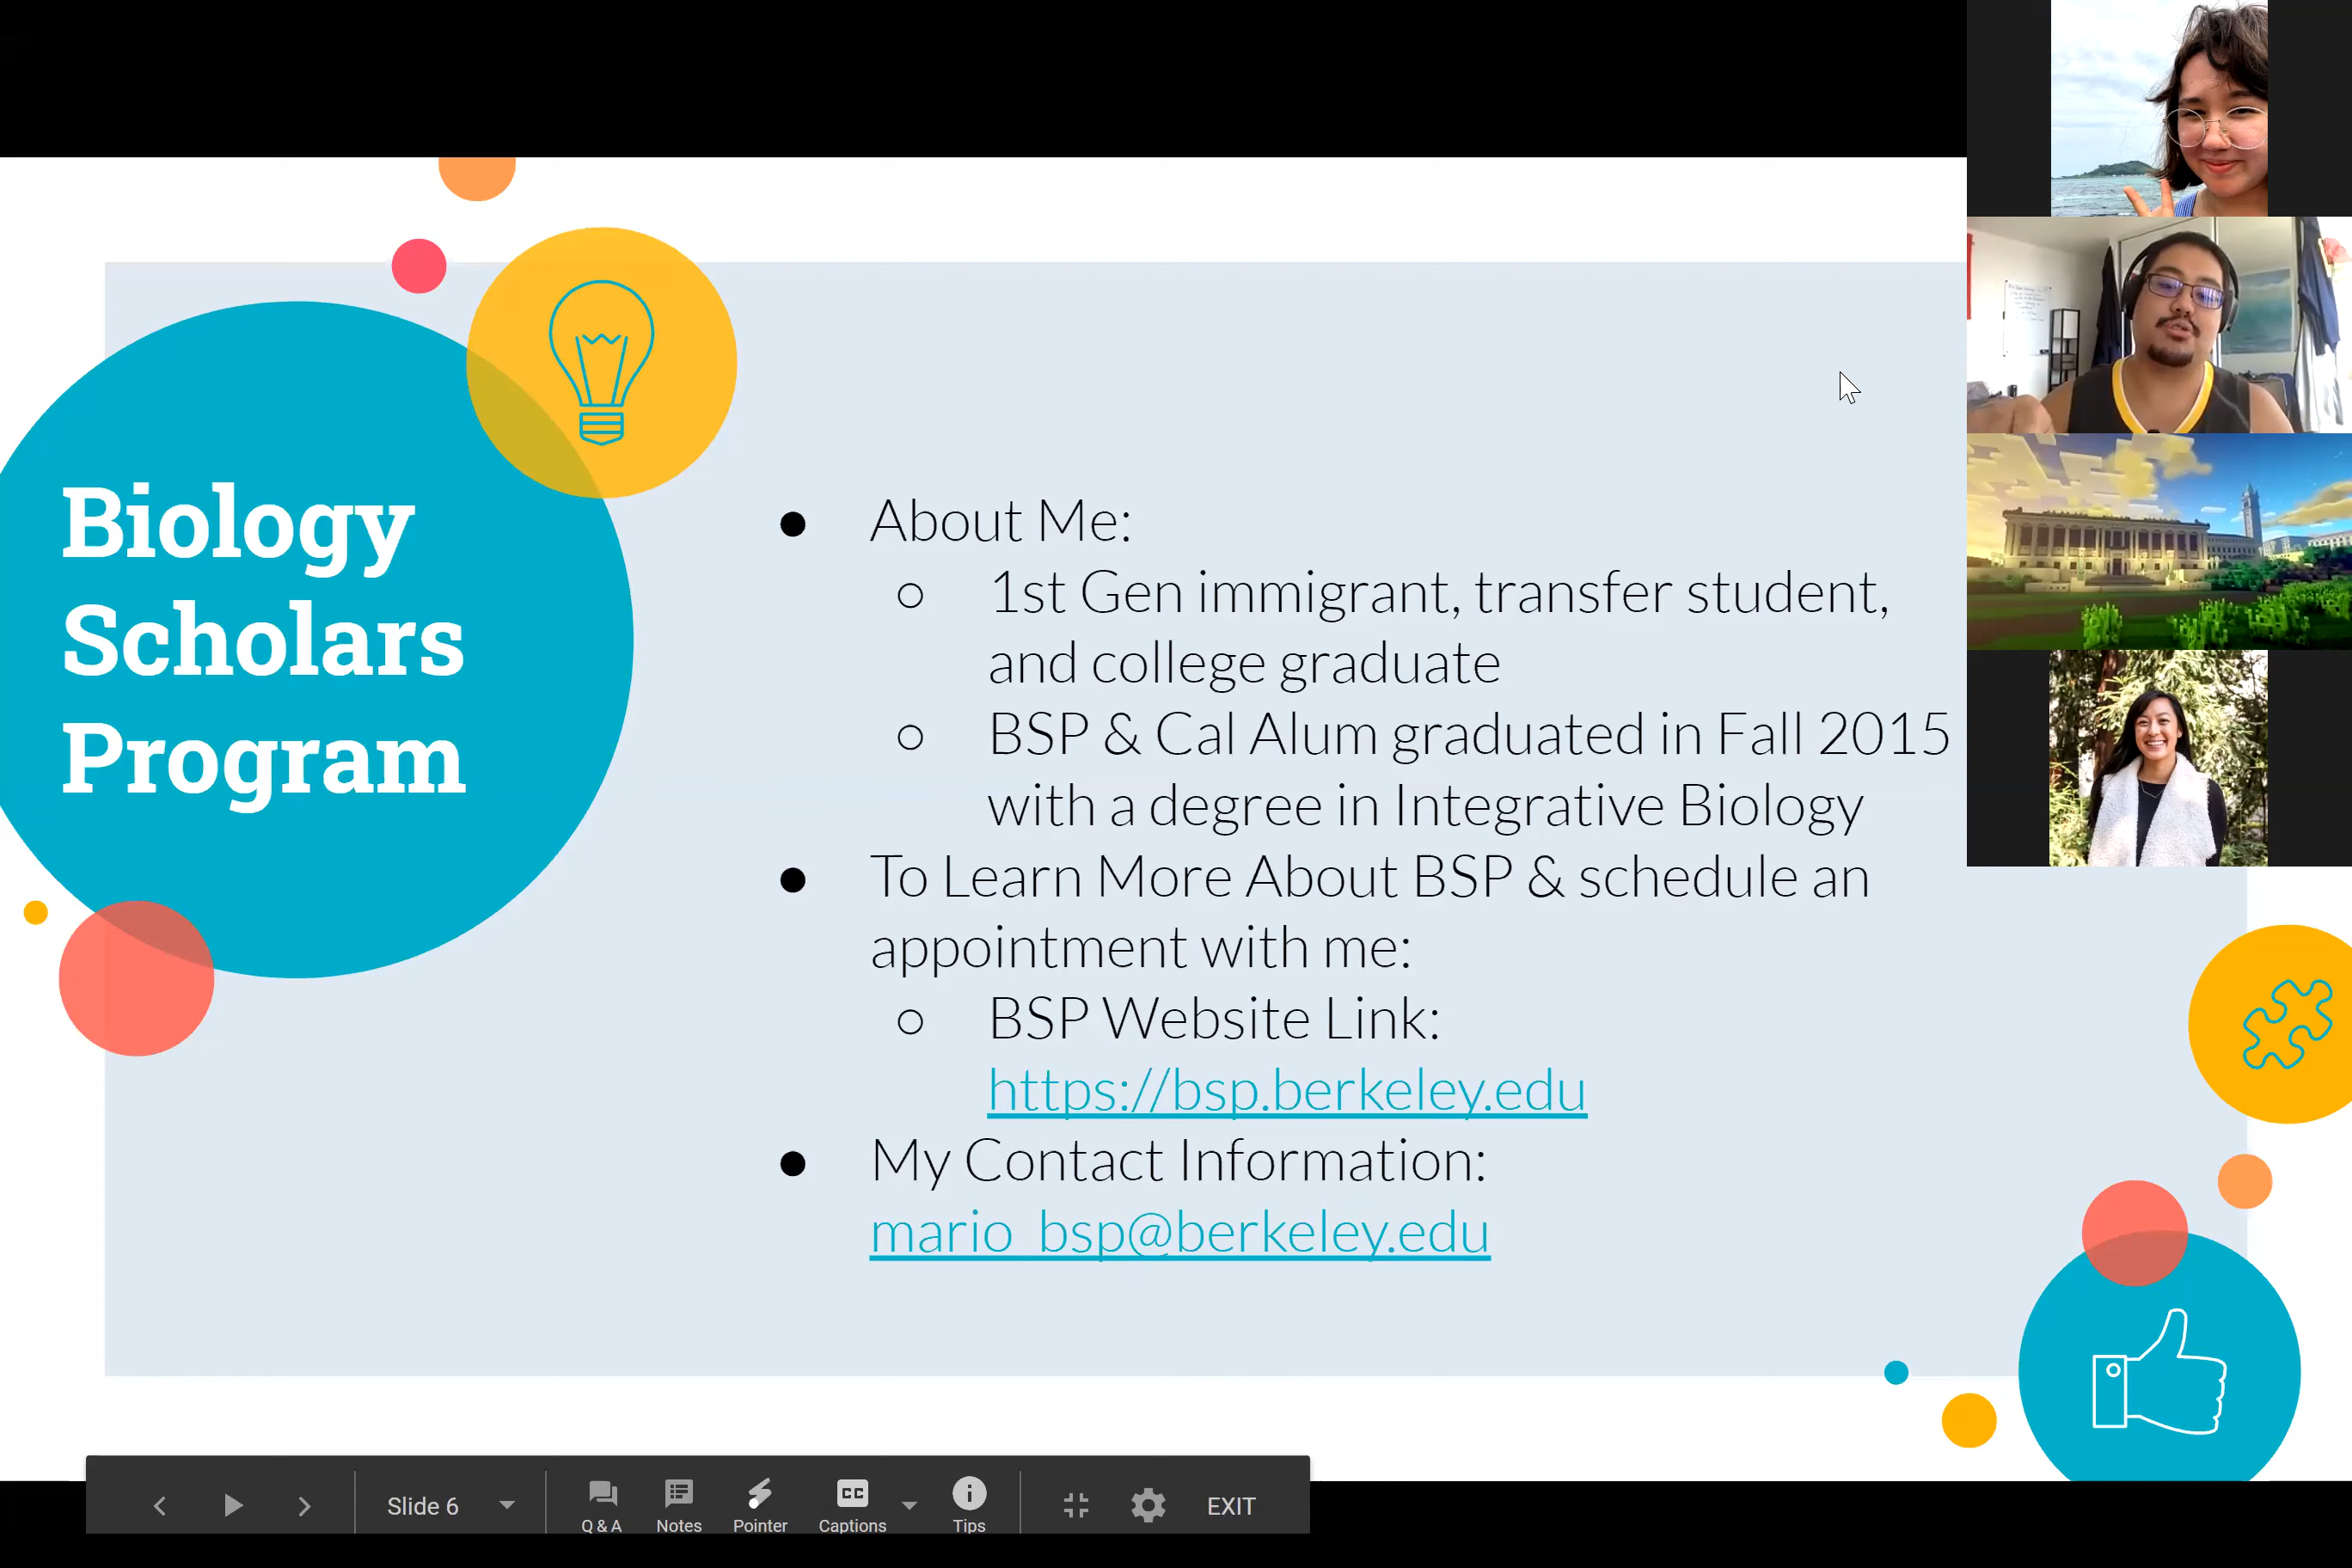 Biology
Scholars
Program
● About Me:
○ 1st Gen immigrant, transfer student,
and college graduate
○ BSP & Cal Alum graduated in Fall 2015
with a degree in Integrative Biology
● To Learn More About BSP & schedule an
appointment with me:
○ BSP Website Link:
https://bsp.berkeley.edu
● My Contact Information:
mario_bsp@berkeley.edu
Slide 6
Q & A
Notes
Pointer
CC
Captions
Tips
EXIT